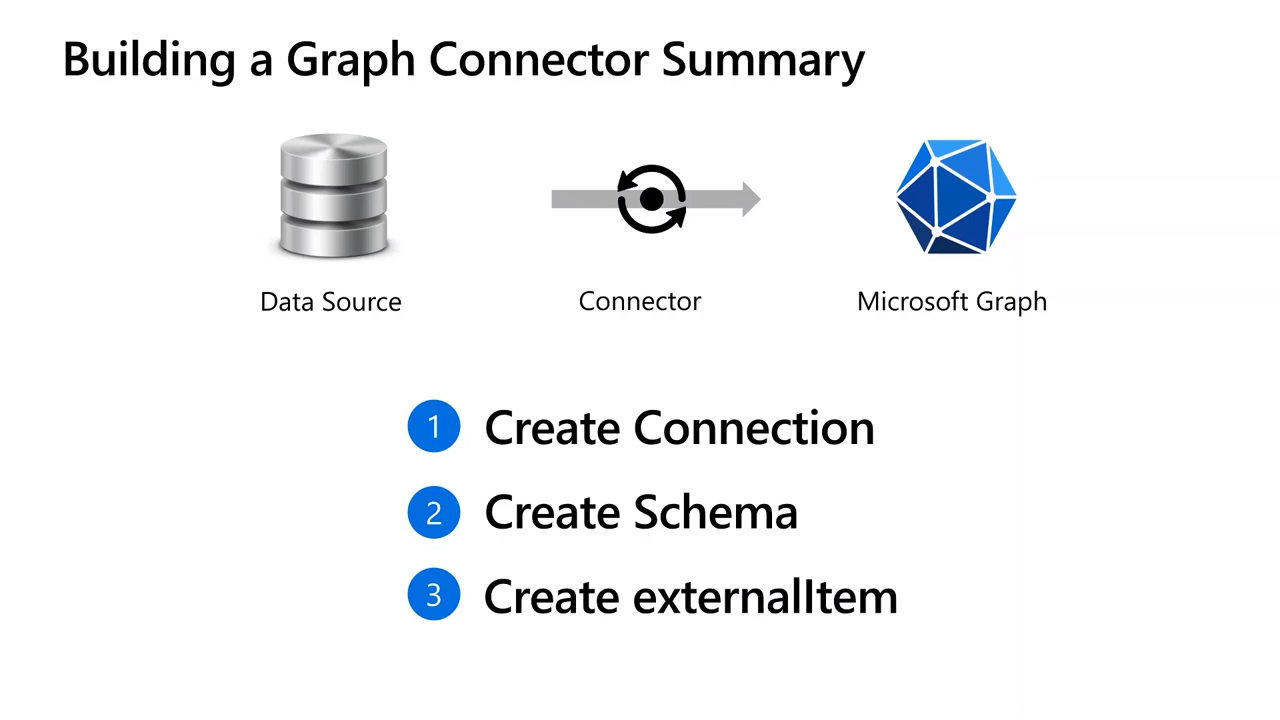 Building a Graph Connector Summary
Data Source
Connector
Microsoft Graph
1 Create Connection
2 Create Schema
3 Create externalItem